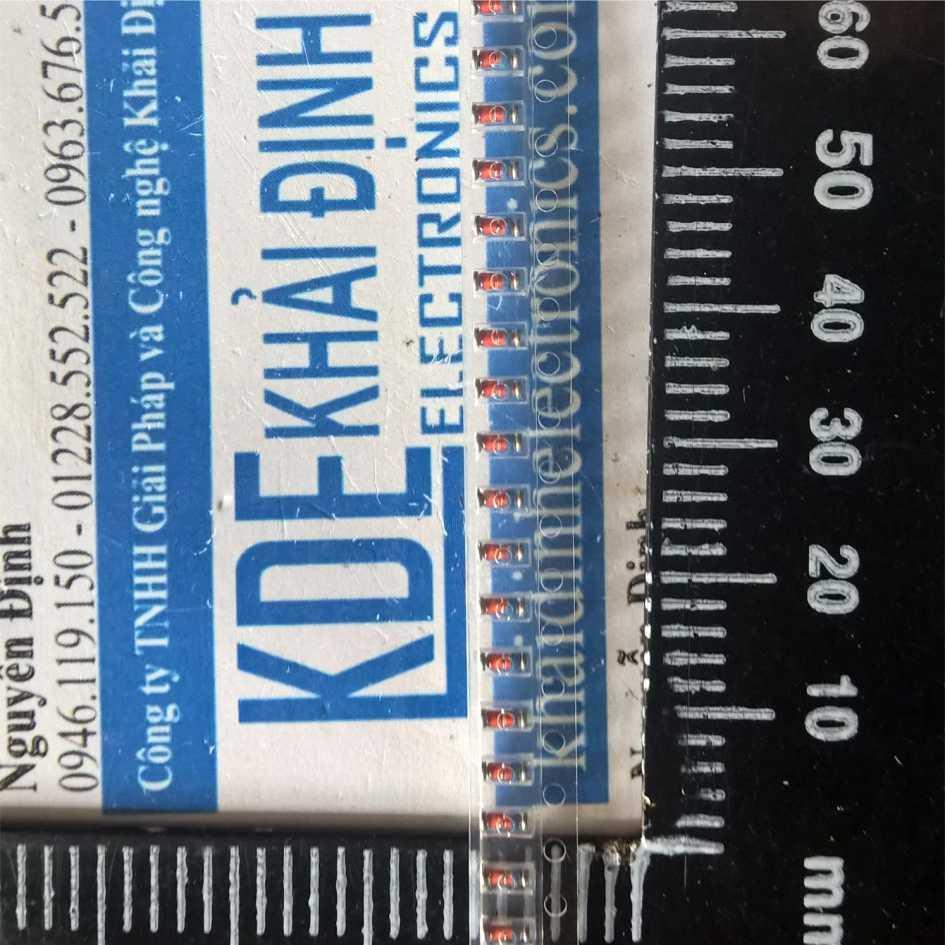 Nguyễn Định
0946.119.150 - 01228.552.522 - 0963.676.5
Công ty TNHH Giải Pháp và Công nghệ Khải Đị
KDE KHẢI ĐỊNH
ELECTRONICS
khaidinhelectronics.co
Định
60
50
40
30
20
10
mm